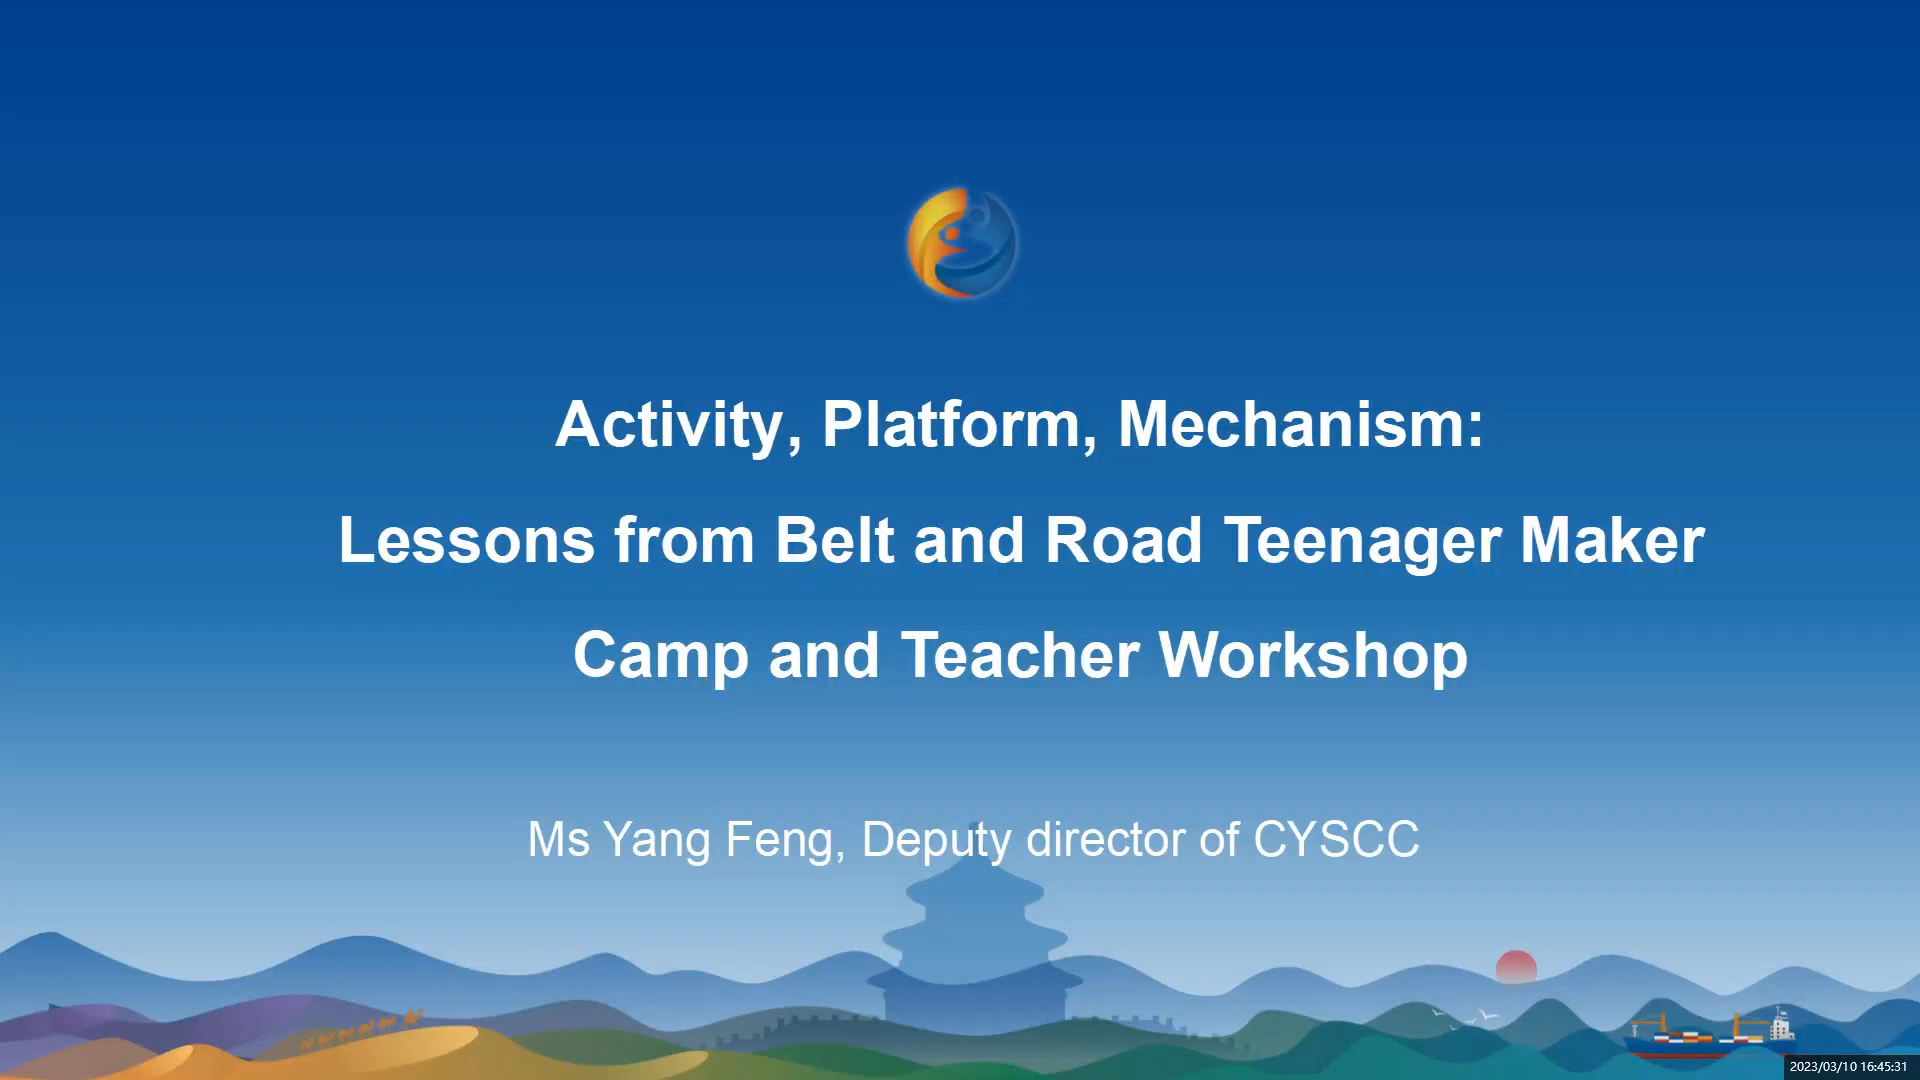 Activity, Platform, Mechanism:
Lessons from Belt and Road Teenager Maker
Camp and Teacher Workshop
Ms Yang Feng, Deputy director of CYSCC
2023/03/10 16:45:31